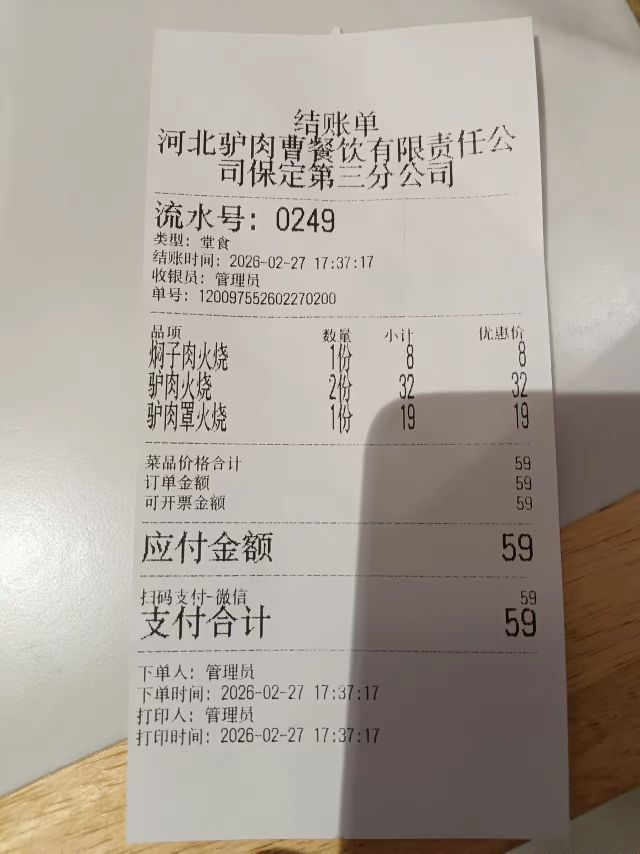 结账单
河北驴肉曹餐饮有限责任公
司保定第三分公司
流水号: 0249
类型: 堂食
结账时间: 2026-02-27 17:37:17
收银员: 管理员
单号: 120097552602270200
品项 数量 小计 优惠价
焖子肉火烧 1份 8 8
驴肉火烧 2份 32 32
驴肉罩火烧 1份 19 19
菜品价格合计 59
订单金额 59
可开票金额 59
应付金额 59
扫码支付-微信 59
支付合计 59
下单人: 管理员
下单时间: 2026-02-27 17:37:17
打印人: 管理员
打印时间: 2026-02-27 17:37:17